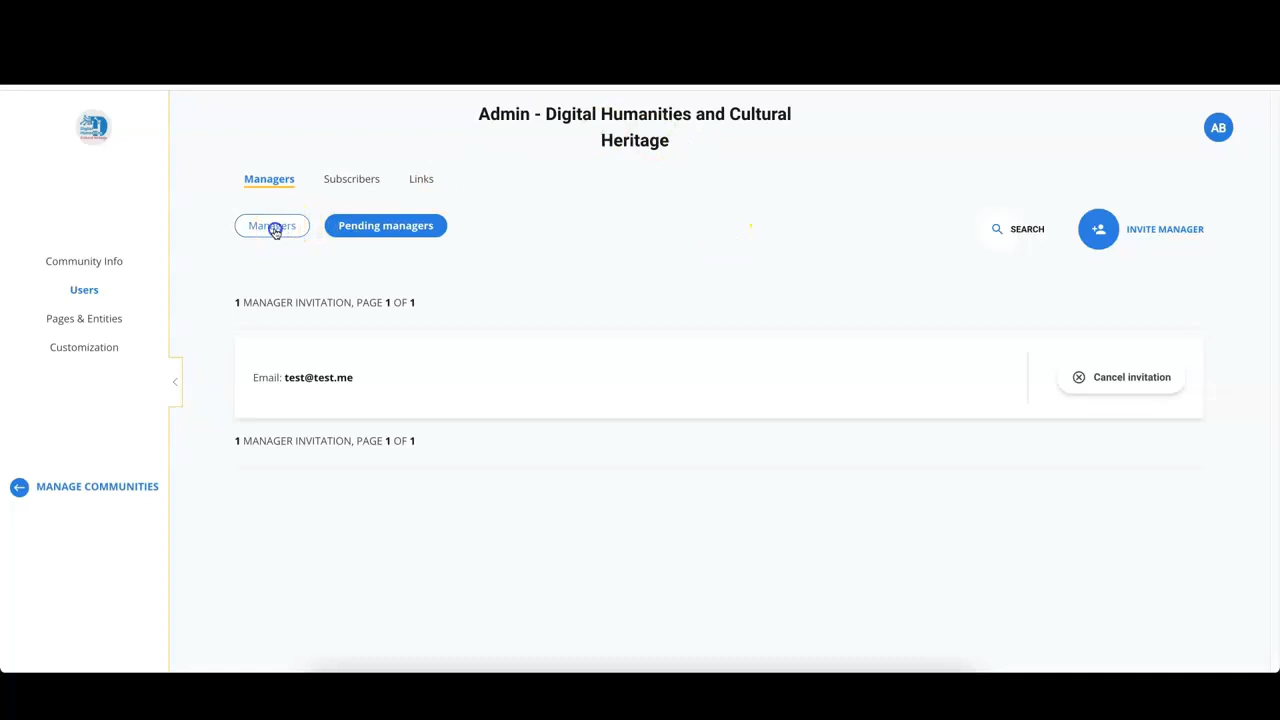 Admin - Digital Humanities and Cultural
Heritage
AB
Managers Subscribers Links
Managers Pending managers
SEARCH
INVITE MANAGER
Community Info
Users
Pages & Entities
Customization
MANAGE COMMUNITIES
1 MANAGER INVITATION, PAGE 1 OF 1
Email: test@test.me
Cancel invitation
1 MANAGER INVITATION, PAGE 1 OF 1